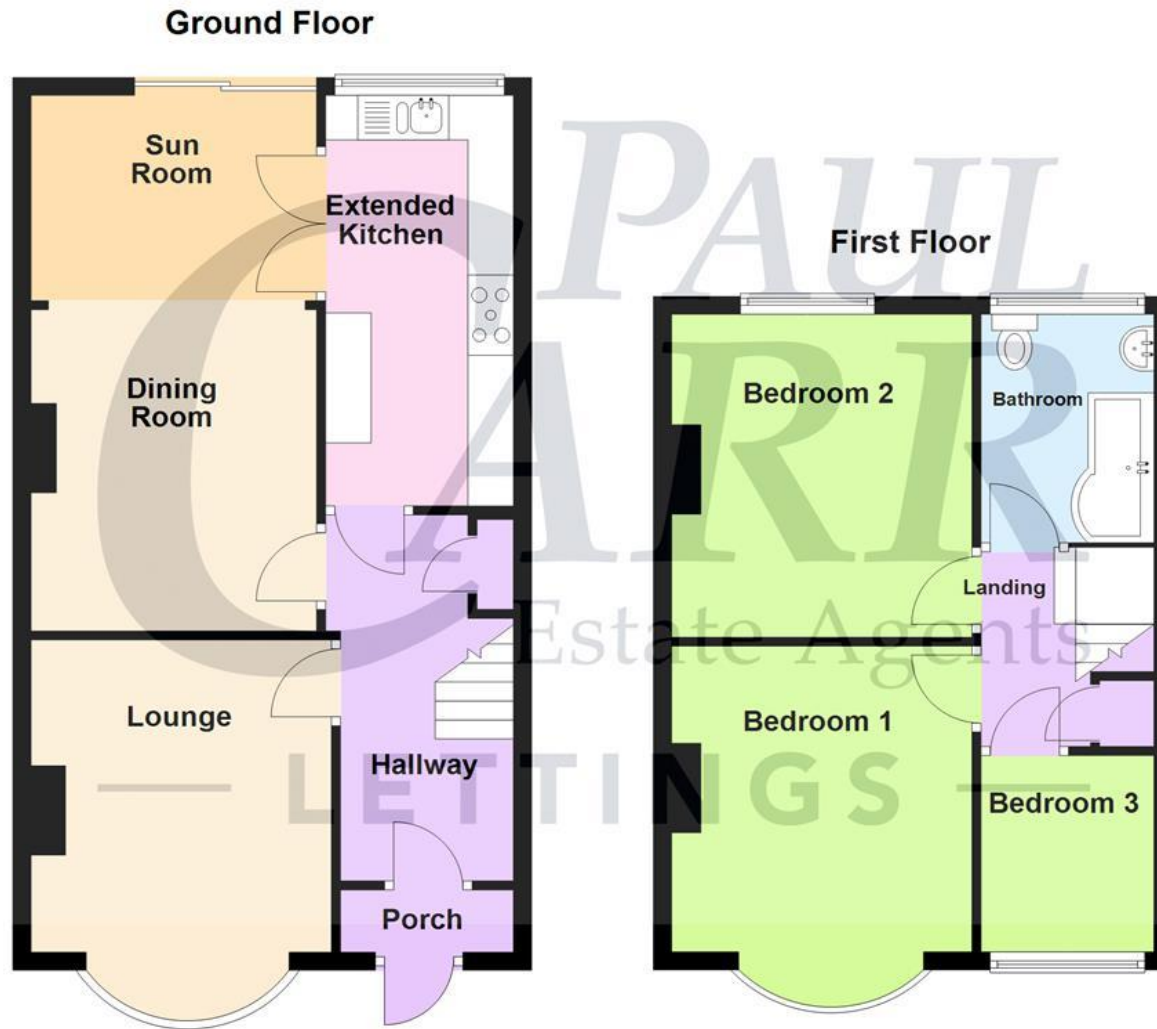 Ground Floor
Sun
Room
Extended
Kitchen
Dining
Room
Lounge
Hallway
Porch
First Floor
Bedroom 2
Bathroom
Landing
Bedroom 1
Bedroom 3
PAUL
CARR
Estate Agents
LETTINGS